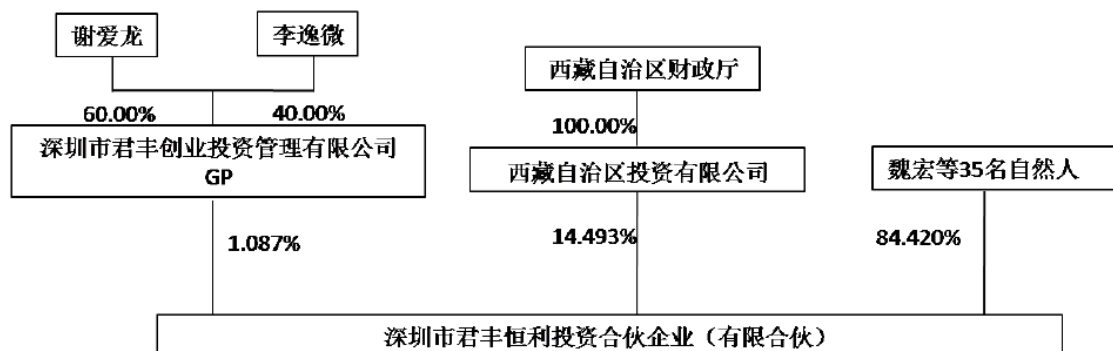 谢爱龙
李逸微
西藏自治区财政厅
60.00%
40.00%
100.00%
深圳市君丰创业投资管理有限公司
GP
西藏自治区投资有限公司
魏宏等35名自然人
1.087%
14.493%
84.420%
深圳市君丰恒利投资合伙企业（有限合伙）